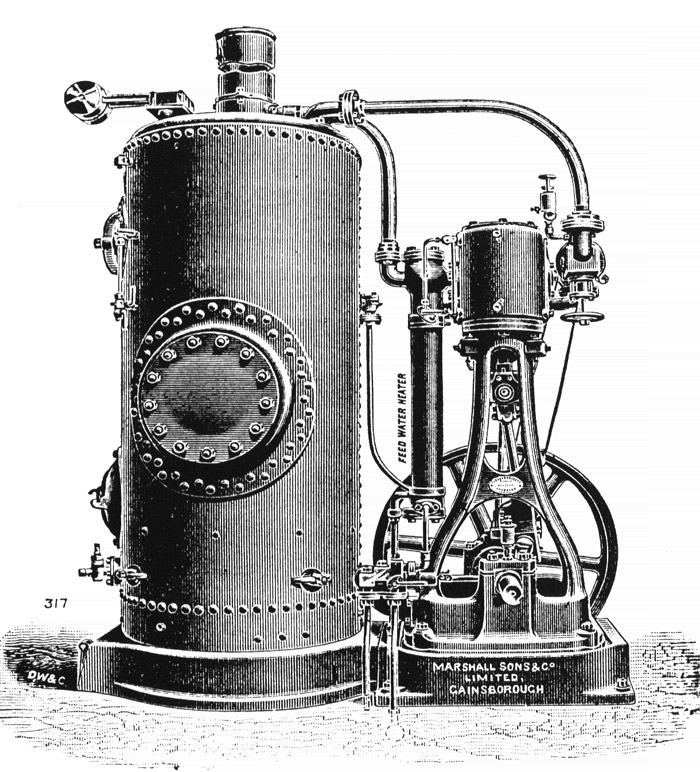 FEED WATER HEATER
317
DW&C.
MARSHALL SONS & Co
LIMITED,
GAINSBOROUGH